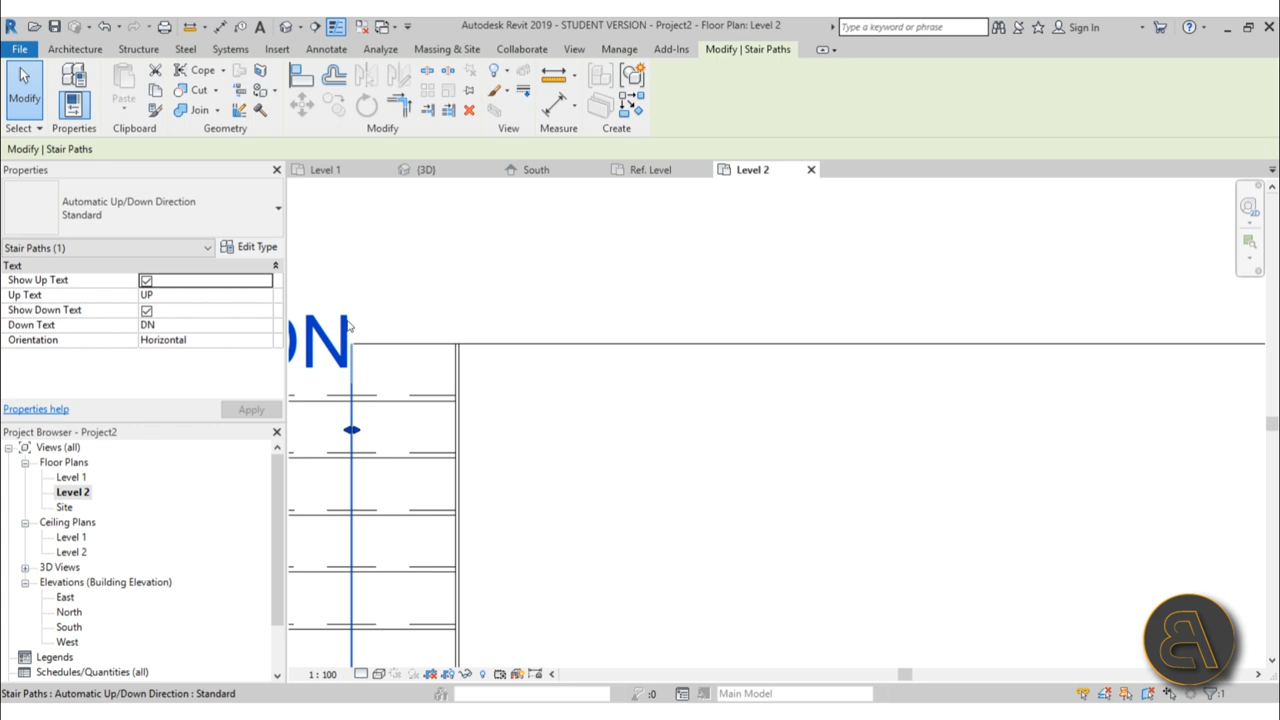 Autodesk Revit 2019 - STUDENT VERSION - Project2 - Floor Plan: Level 2
Type a keyword or phrase
Sign In
File Architecture Structure Steel Systems Insert Annotate Analyze Massing & Site Collaborate View Manage Add-Ins Modify | Stair Paths
Modify
Paste
Cope
Cut
Join
Select Properties Clipboard Geometry Modify View Measure Create
Modify | Stair Paths
Properties
Level 1
{3D}
South
Ref. Level
Level 2
Automatic Up/Down Direction
Standard
Stair Paths (1)
Edit Type
Text
Show Up Text
Up Text UP
Show Down Text
Down Text DN
Orientation Horizontal
DN
Properties help
Apply
Project Browser - Project2
Views (all)
Floor Plans
Level 1
Level 2
Site
Ceiling Plans
Level 1
Level 2
3D Views
Elevations (Building Elevation)
East
North
South
West
Legends
Schedules/Quantities (all)
1 : 100
Stair Paths : Automatic Up/Down Direction : Standard
:0
Main Model
:1
2D